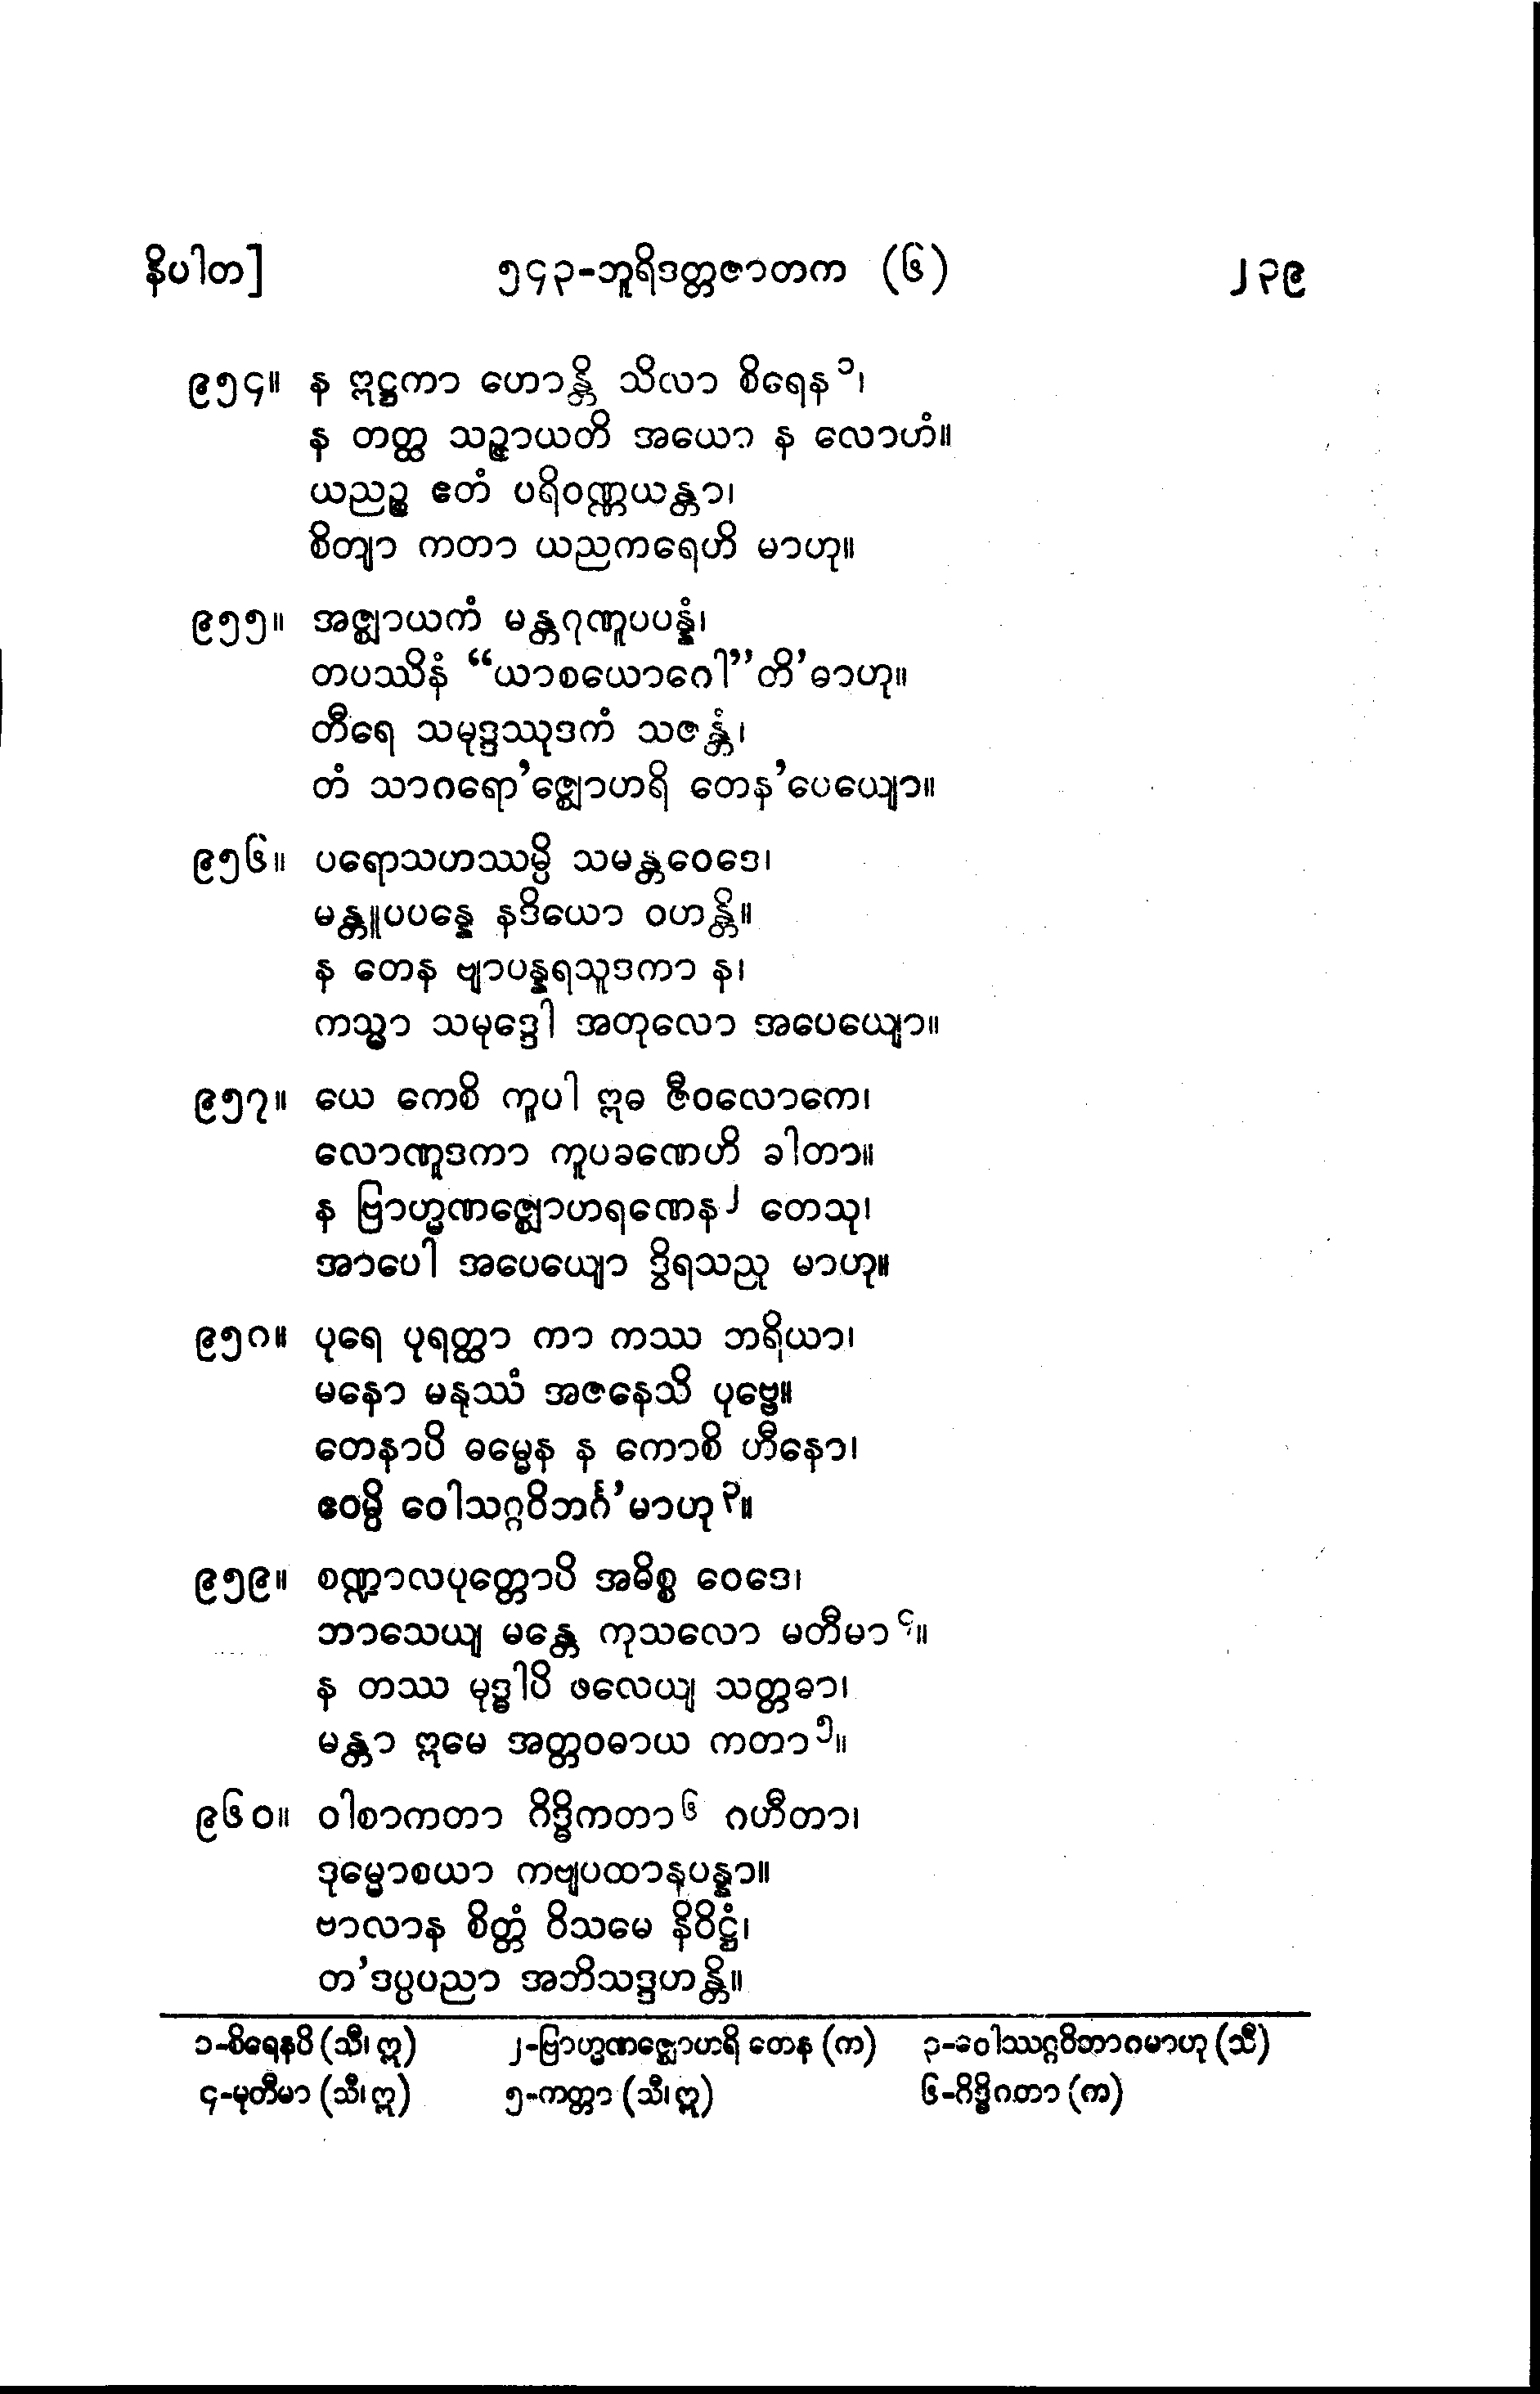 နိပါတ] ၅၄၃-ဘူရိဒတ္တဇာတက (၆) ၂၃၉
၉၅၄။ န ဣဋ္ဌကာ ဟောန္တိ သိလာ စိရေန၁၊
န တတ္ထ သဉ္ဇာယတိ အယော န လောဟံ။
ယညဉ္စ ဧတံ ပရိဝဏ္ဏယန္တာ၊
စိတျာ ကတာ ယညကရေဟိ မာဟု။
၉၅၅။ အဇ္ဈာယကံ မန္တဂုဏူပပန္နံ၊
တပဿိနံ “ယာစယောဂေါ”တိ’ဓာဟု။
တီရေ သမုဒ္ဒဿုဒကံ သဇန္တံ၊
တံ သာဂရော’ဇ္ဈောဟရိ တေန’ပေယျော။
၉၅၆။ ပရောသဟဿမ္ပိ သမန္တဝေဒေ၊
မန္တူပပန္နေ နဒိယော ဝဟန္တိ။
န တေန ဗျာပန္နရသူဒကာ န၊
ကသ္မာ သမုဒ္ဒေါ အတုလော အပေယျော။
၉၅၇။ ယေ ကေစိ ကူပါ ဣဓ ဇီဝလောကေ၊
လောဏူဒကာ ကူပခဏေဟိ ခါတာ။
န ဗြာဟ္မဏဇ္ဈောဟရဏေန၂ တေသု၊
အာပေါ အပေယျော ဒွိရသညု မာဟု။
၉၅၈။ ပုရေ ပုရတ္ထာ ကာ ကဿ ဘရိယာ၊
မနော မနုဿံ အဇနေသိ ပုဗ္ဗေ။
တေနာပိ ဓမ္မေန န ကောစိ ဟီနော၊
ဧဝမ္ပိ ဝေါသဂ္ဂဝိဘင်္ဂ’မာဟု၃။
၉၅၉။ စဏ္ဍာလပုတ္တောပိ အဓိစ္စ ဝေဒေ၊
ဘာသေယျ မန္တေ ကုသလော မတီမာ၄။
န တဿ မုဒ္ဓါပိ ဖလေယျ သတ္တဓာ၊
မန္တာ ဣမေ အတ္တဝဓာယ ကတာ၅။
၉၆၀။ ဝါစာကတာ ဂိဒ္ဓိကတာ၆ ဂဟီတာ၊
ဒုမ္မောစယာ ကဗျပထာနုပန္နာ။
ဗာလာန စိတ္တံ ဝိသမေ နိဝိဋ္ဌံ၊
တ’ဒပ္ပပညာ အဘိသဒ္ဒဟန္တိ။
၁-စိရေနပိ (သီ၊ ဣ) ၂-ဗြာဟ္မဏဇ္ဈောဟရိ တေန (က) ၃-ဝေါဿဂ္ဂဝိဘာဂမာဟု (သီ)
၄-မုတီမာ (သီ၊ ဣ) ၅-ကတ္တာ (သီ၊ ဣ) ၆-ဂိဒ္ဓိဂတာ (က)